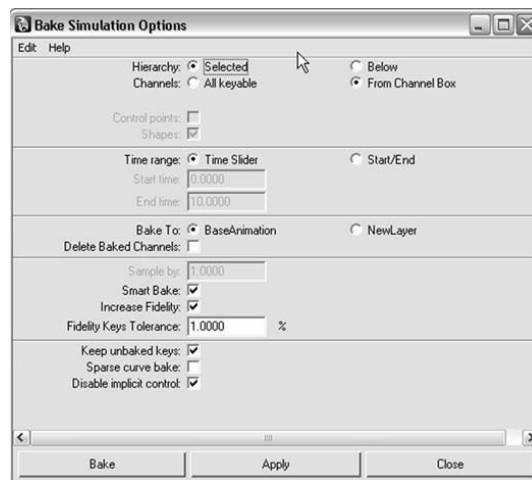 Bake Simulation Options
Edit Help
Hierarchy: Selected Below
Channels: All keyable From Channel Box
Control points:
Shapes:
Time range: Time Slider Start/End
Start time: 0.0000
End time: 10.0000
Bake To: BaseAnimation NewLayer
Delete Baked Channels:
Sample by: 1.0000
Smart Bake:
Increase Fidelity:
Fidelity Keys Tolerance: 1.0000 %
Keep unbaked keys:
Sparse curve bake:
Disable implicit control:
Bake Apply Close